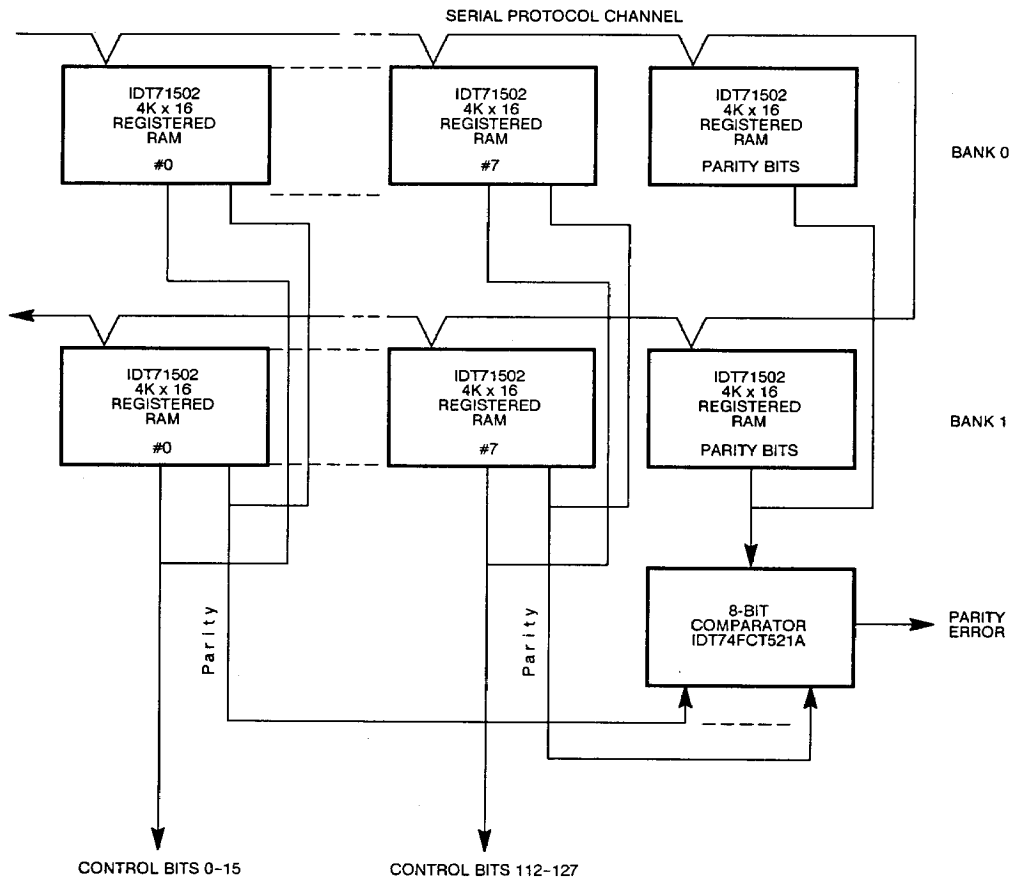 SERIAL PROTOCOL CHANNEL
IDT71502
4K x 16
REGISTERED
RAM
#0
IDT71502
4K x 16
REGISTERED
RAM
#7
IDT71502
4K x 16
REGISTERED
RAM
PARITY BITS
BANK 0
IDT71502
4K x 16
REGISTERED
RAM
#0
IDT71502
4K x 16
REGISTERED
RAM
#7
IDT71502
4K x 16
REGISTERED
RAM
PARITY BITS
BANK 1
Parity
Parity
8-BIT
COMPARATOR
IDT74FCT521A
PARITY
ERROR
CONTROL BITS 0-15
CONTROL BITS 112-127